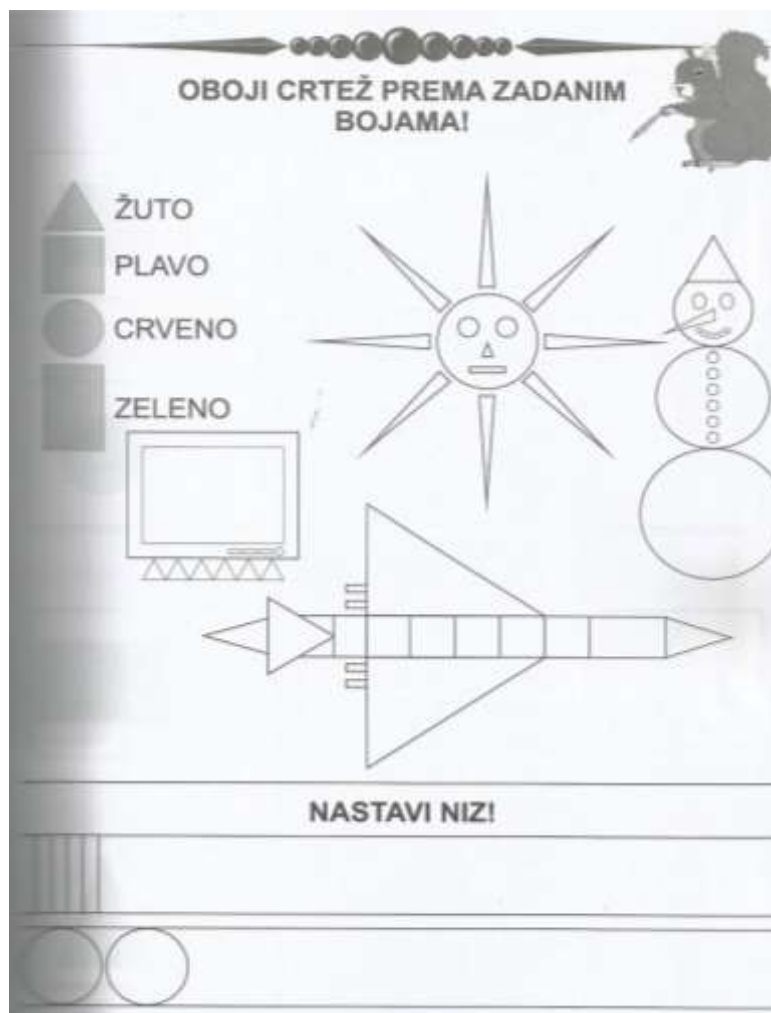 OBOJI CRTEŽ PREMA ZADANIM
BOJAMA!
ŽUTO
PLAVO
CRVENO
ZELENO
NASTAVI NIZ!